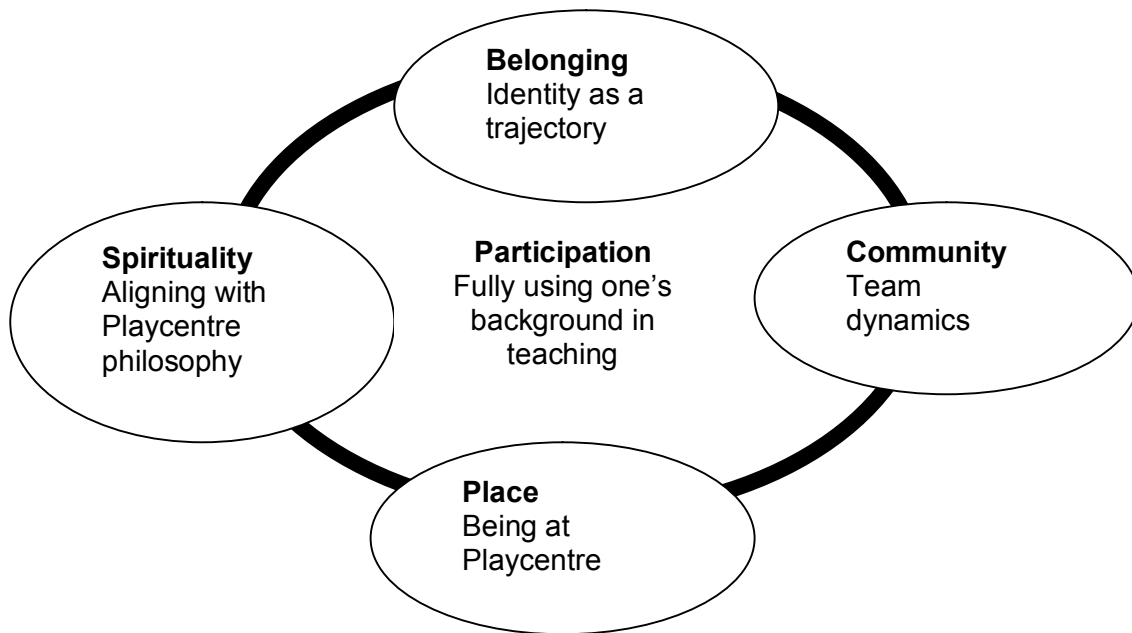 Belonging
Identity as a
trajectory
Spirituality
Aligning with
Playcentre
philosophy
Participation
Fully using one’s
background in
teaching
Community
Team
dynamics
Place
Being at
Playcentre